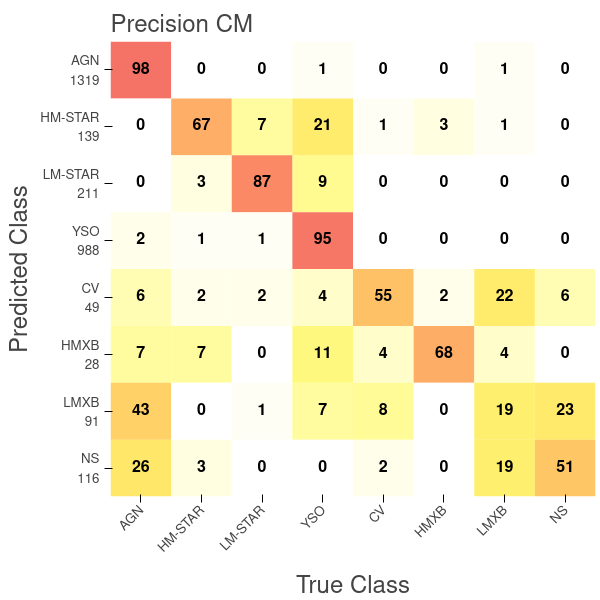 Precision CM
AGN
1319
98 0 0 1 0 0 1 0
HM-STAR
139
0 67 7 21 1 3 1 0
LM-STAR
211
0 3 87 9 0 0 0 0
YSO
988
2 1 1 95 0 0 0 0
CV
49
6 2 2 4 55 2 22 6
HMXB
28
7 7 0 11 4 68 4 0
LMXB
91
43 0 1 7 8 0 19 23
NS
116
26 3 0 0 2 0 19 51
Predicted Class
AGN HM-STAR LM-STAR YSO CV HMXB LMXB NS
True Class